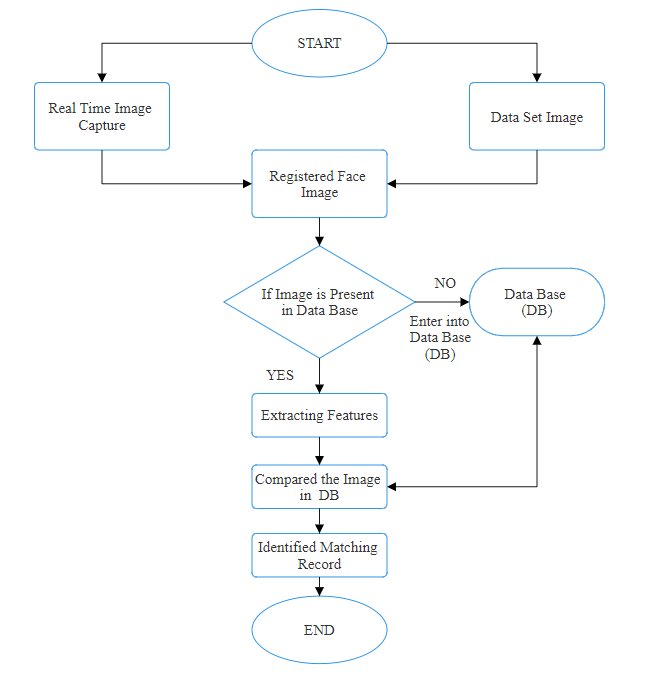 START
Real Time Image
Capture
Data Set Image
Registered Face
Image
If Image is Present
in Data Base
NO
Enter into
Data Base
(DB)
Data Base
(DB)
YES
Extracting Features
Compared the Image
in  DB
Identified Matching
Record
END